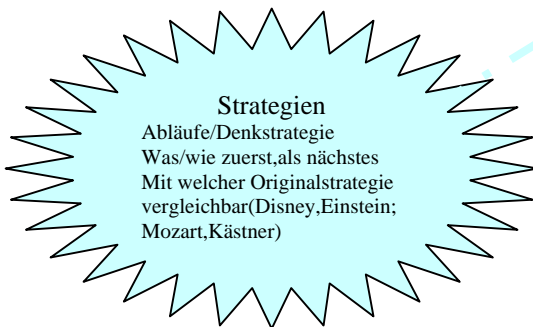 Strategien
Abläufe/Denkstrategie
Was/wie zuerst,als nächstes
Mit welcher Originalstrategie
vergleichbar(Disney,Einstein;
Mozart,Kästner)